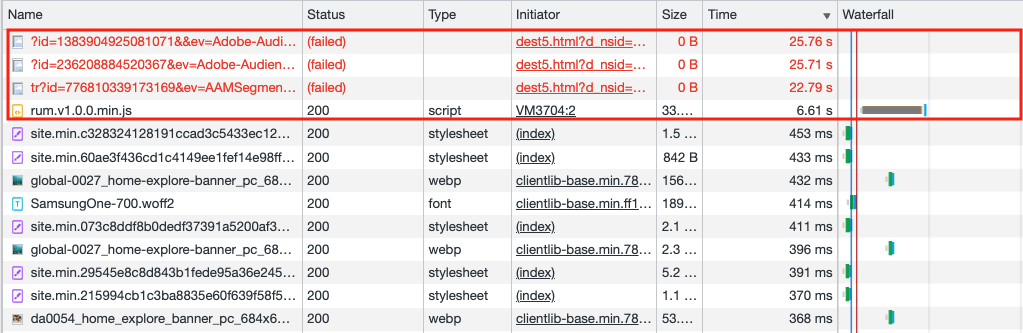 Name Status Type Initiator Size Time Waterfall
?id=1383904925081071&&ev=Adobe-Audi... (failed) dest5.html?d_nsid=... 0 B 25.76 s
?id=236208884520367&ev=Adobe-Audien... (failed) dest5.html?d_nsid=... 0 B 25.71 s
tr?id=776810339173169&ev=AAMSegmen... (failed) dest5.html?d_nsid=... 0 B 22.79 s
rum.v1.0.0.min.js 200 script VM3704:2 33.... 6.61 s
site.min.c328324128191ccad3c5433ec12... 200 stylesheet (index) 1.5 ... 453 ms
site.min.60ae3f436cd1c4149ee1fef14e98ff... 200 stylesheet (index) 842 B 433 ms
global-0027_home-explore-banner_pc_68... 200 webp clientlib-base.min.78... 156... 432 ms
SamsungOne-700.woff2 200 font clientlib-base.min.ff1... 189... 414 ms
site.min.073c8ddf8b0dedf37391a5200af3... 200 stylesheet (index) 2.1 ... 411 ms
global-0027_home-explore-banner_pc_68... 200 webp clientlib-base.min.78... 2.3 ... 396 ms
site.min.29545e8c8d843b1fede95a36e245... 200 stylesheet (index) 5.2 ... 391 ms
site.min.215994cb1c3ba8835e60f639f58f5... 200 stylesheet (index) 1.1 ... 370 ms
da0054_home_explore_banner_pc_684x6... 200 webp clientlib-base.min.78... 53.... 368 ms